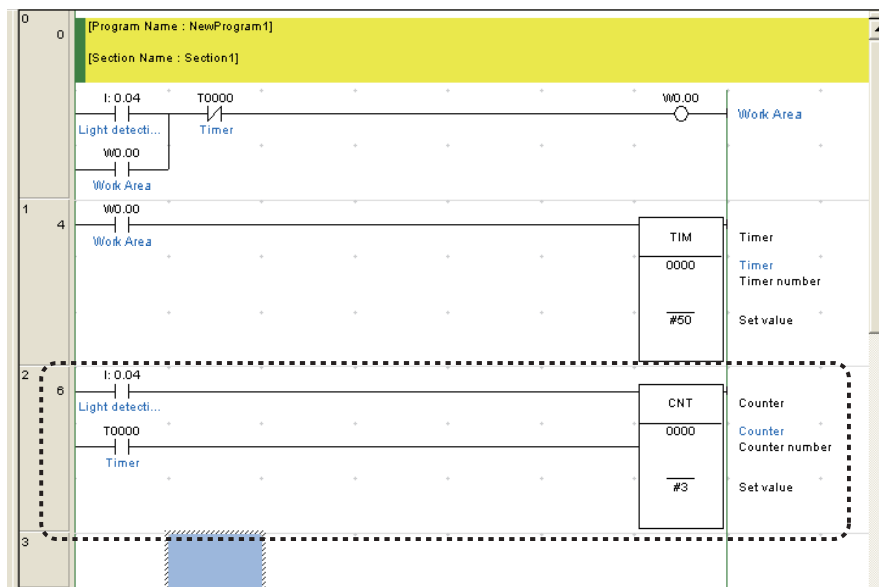 0
0
[Program Name : NewProgram1]
[Section Name : Section1]
I: 0.04 T0000 W0.00
Light detecti... Timer Work Area
W0.00
Work Area
1
4
W0.00
Work Area
TIM Timer
0000 Timer
Timer number
#50 Set value
2
6
I: 0.04
Light detecti...
CNT Counter
T0000 0000 Counter
Timer Counter number
#3 Set value
3